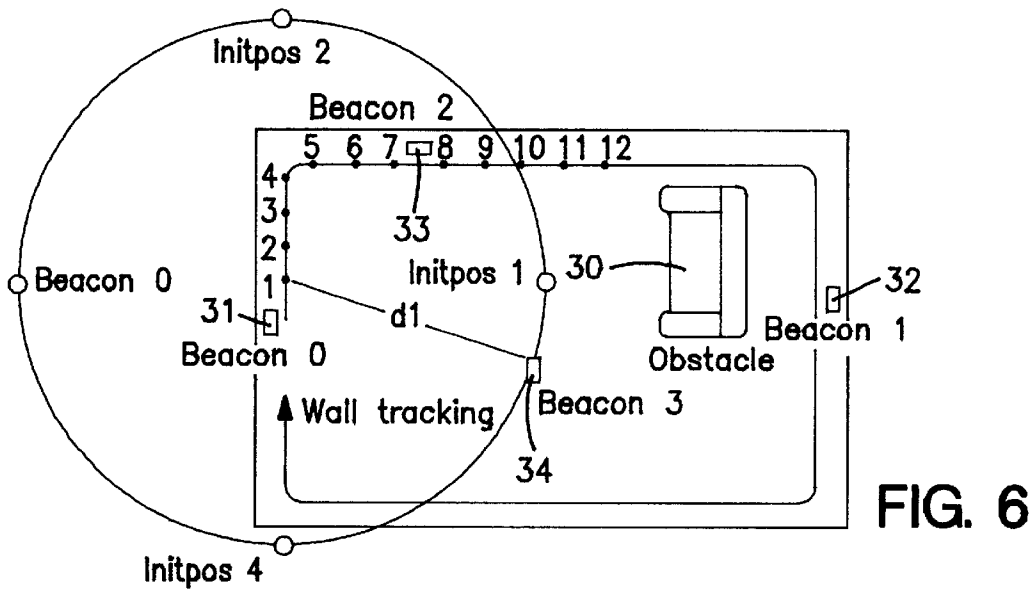 Initpos 2
Beacon 2
5 6 7 8 9 10 11 12
4
3
33
2
Beacon 0
1
Initpos 1
30
32
31
d1
Beacon 1
Beacon 0
Obstacle
Wall tracking
Beacon 3
34
FIG. 6
Initpos 4